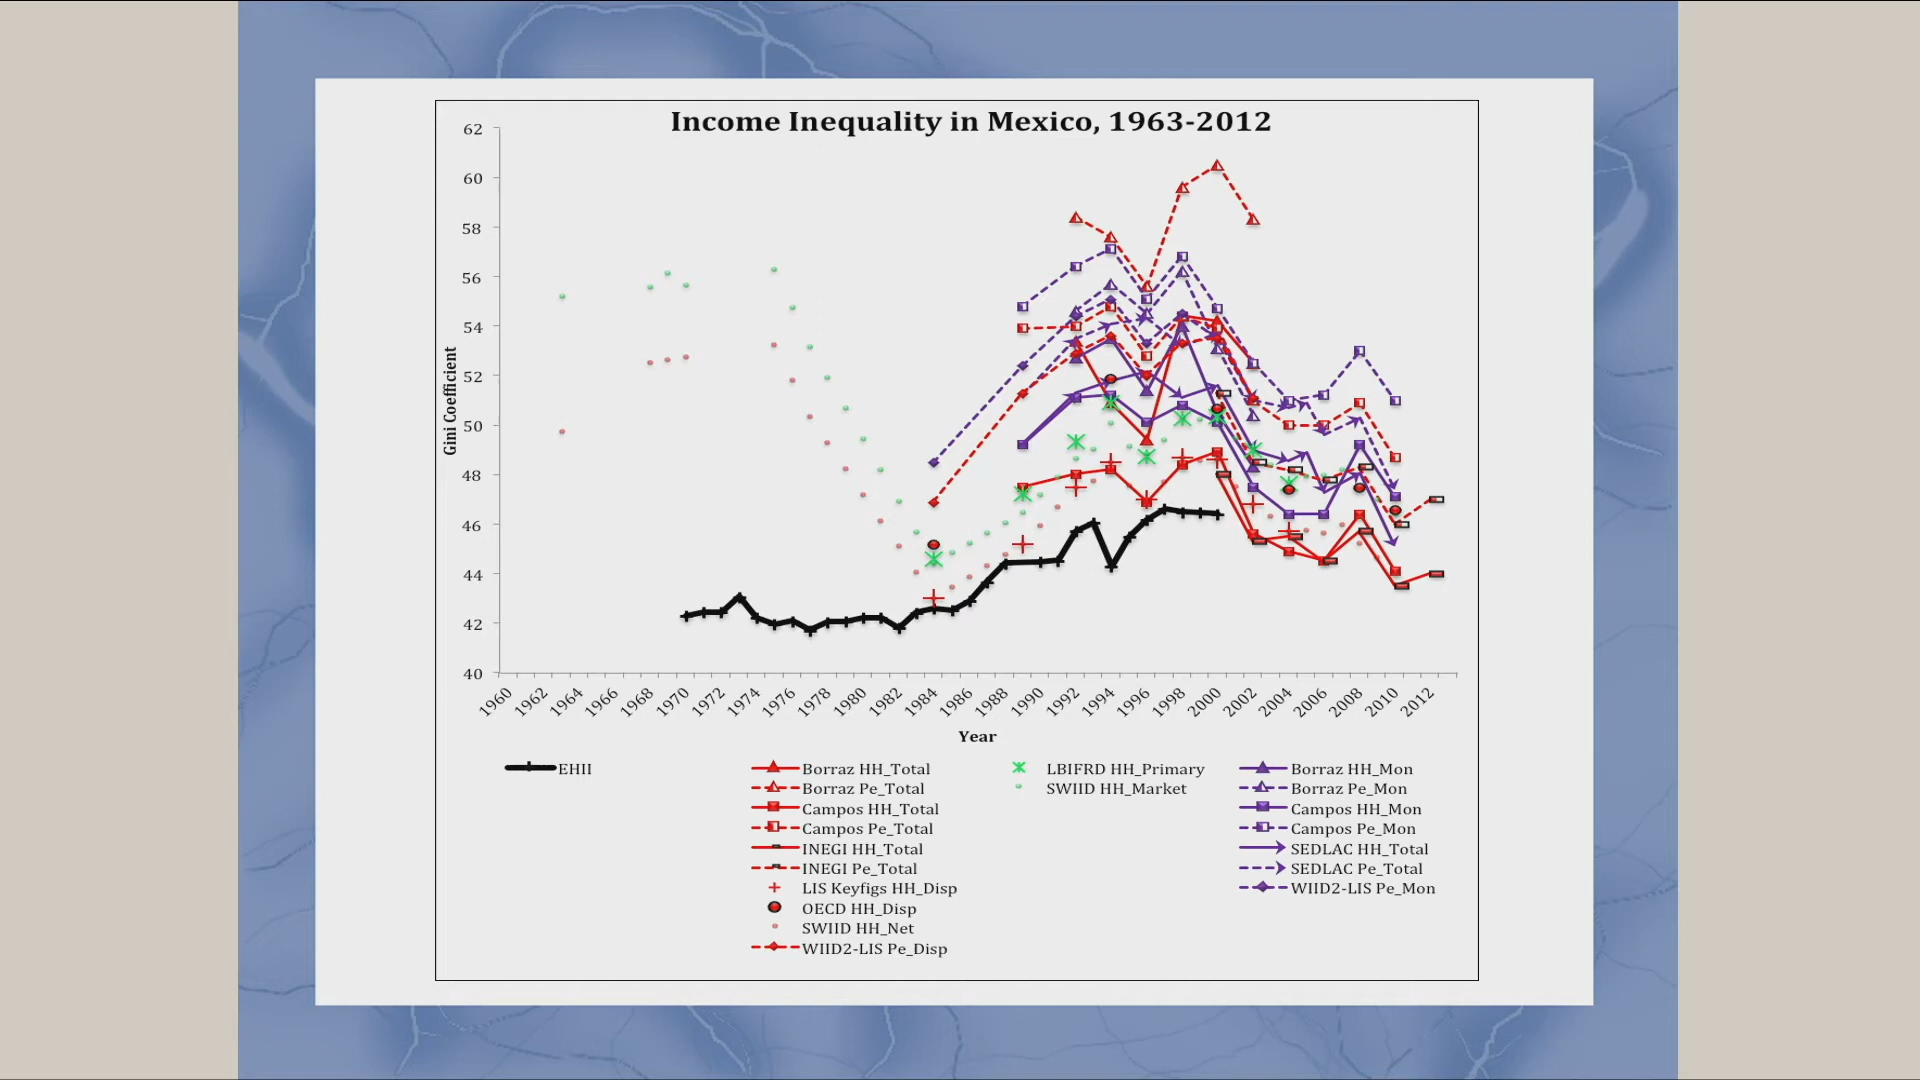 Income Inequality in Mexico, 1963-2012
Gini Coefficient
62
60
58
56
54
52
50
48
46
44
42
40
1960
1962
1964
1966
1968
1970
1972
1974
1976
1978
1980
1982
1984
1986
1988
1990
1992
1994
1996
1998
2000
2002
2004
2006
2008
2010
2012
Year
EHII
Borraz HH_Total
Borraz Pe_Total
Campos HH_Total
Campos Pe_Total
INEGI HH_Total
INEGI Pe_Total
LIS Keyfigs HH_Disp
OECD HH_Disp
SWIID HH_Net
WIID2-LIS Pe_Disp
LBIFRD HH_Primary
SWIID HH_Market
Borraz HH_Mon
Borraz Pe_Mon
Campos HH_Mon
Campos Pe_Mon
SEDLAC HH_Total
SEDLAC Pe_Total
WIID2-LIS Pe_Mon